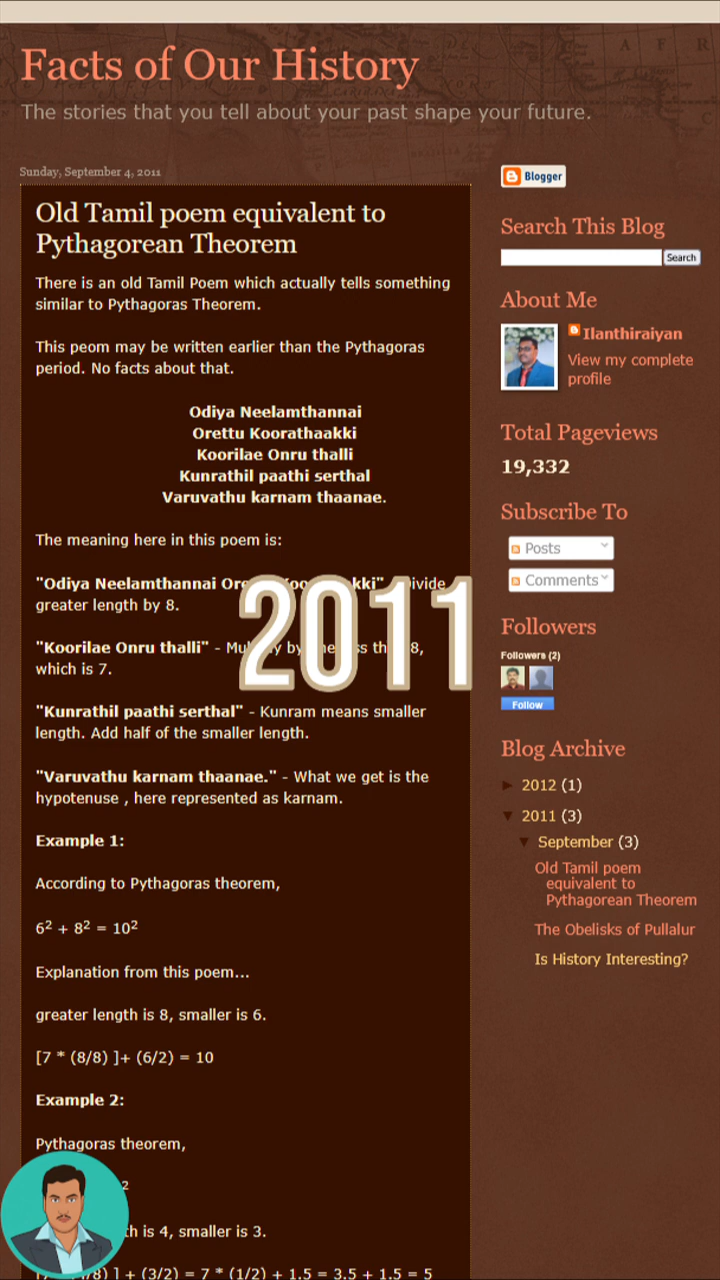 Facts of Our History
The stories that you tell about your past shape your future.
Sunday, September 4, 2011
Old Tamil poem equivalent to
Pythagorean Theorem
There is an old Tamil Poem which actually tells something
similar to Pythagoras Theorem.
This peom may be written earlier than the Pythagoras
period. No facts about that.
Odiya Neelamthannai
Orettu Koorathaakki
Koorilae Onru thalli
Kunrathil paathi serthal
Varuvathu karnam thaanae.
The meaning here in this poem is:
"Odiya Neelamthannai
greater length by 8.
"Koorilae Onru thalli" - 8,
which is 7.
2011
"Kunrathil paathi serthal" - Kunram means smaller
length. Add half of the smaller length.
"Varuvathu karnam thaanae." - What we get is the
hypotenuse , here represented as karnam.
Example 1:
According to Pythagoras theorem,
6² + 8² = 10²
Explanation from this poem...
greater length is 8, smaller is 6.
[7 * (8/8) ]+ (6/2) = 10
Example 2:
Pythagoras theorem,
2
is 4, smaller is 3.
] + (3/2) = 7 * (1/2) + 1.5 = 3.5 + 1.5 = 5
Blogger
Search This Blog
Search
About Me
Ilanthiraiyan
View my complete
profile
Total Pageviews
19,332
Subscribe To
Posts
Comments
Followers
Followers (2)
Follow
Blog Archive
► 2012 (1)
▼ 2011 (3)
▼ September (3)
Old Tamil poem
equivalent to
Pythagorean Theorem
The Obelisks of Pullalur
Is History Interesting?